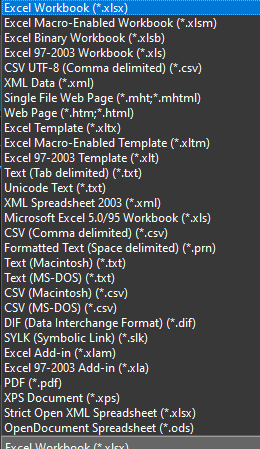 Excel Workbook (*.xlsx)
Excel Macro-Enabled Workbook (*.xlsm)
Excel Binary Workbook (*.xlsb)
Excel 97-2003 Workbook (*.xls)
CSV UTF-8 (Comma delimited) (*.csv)
XML Data (*.xml)
Single File Web Page (*.mht;*.mhtml)
Web Page (*.htm;*.html)
Excel Template (*.xltx)
Excel Macro-Enabled Template (*.xltm)
Excel 97-2003 Template (*.xlt)
Text (Tab delimited) (*.txt)
Unicode Text (*.txt)
XML Spreadsheet 2003 (*.xml)
Microsoft Excel 5.0/95 Workbook (*.xls)
CSV (Comma delimited) (*.csv)
Formatted Text (Space delimited) (*.prn)
Text (Macintosh) (*.txt)
Text (MS-DOS) (*.txt)
CSV (Macintosh) (*.csv)
CSV (MS-DOS) (*.csv)
DIF (Data Interchange Format) (*.dif)
SYLK (Symbolic Link) (*.slk)
Excel Add-in (*.xlam)
Excel 97-2003 Add-in (*.xla)
PDF (*.pdf)
XPS Document (*.xps)
Strict Open XML Spreadsheet (*.xlsx)
OpenDocument Spreadsheet (*.ods)
Excel Workbook (*.xlsx)